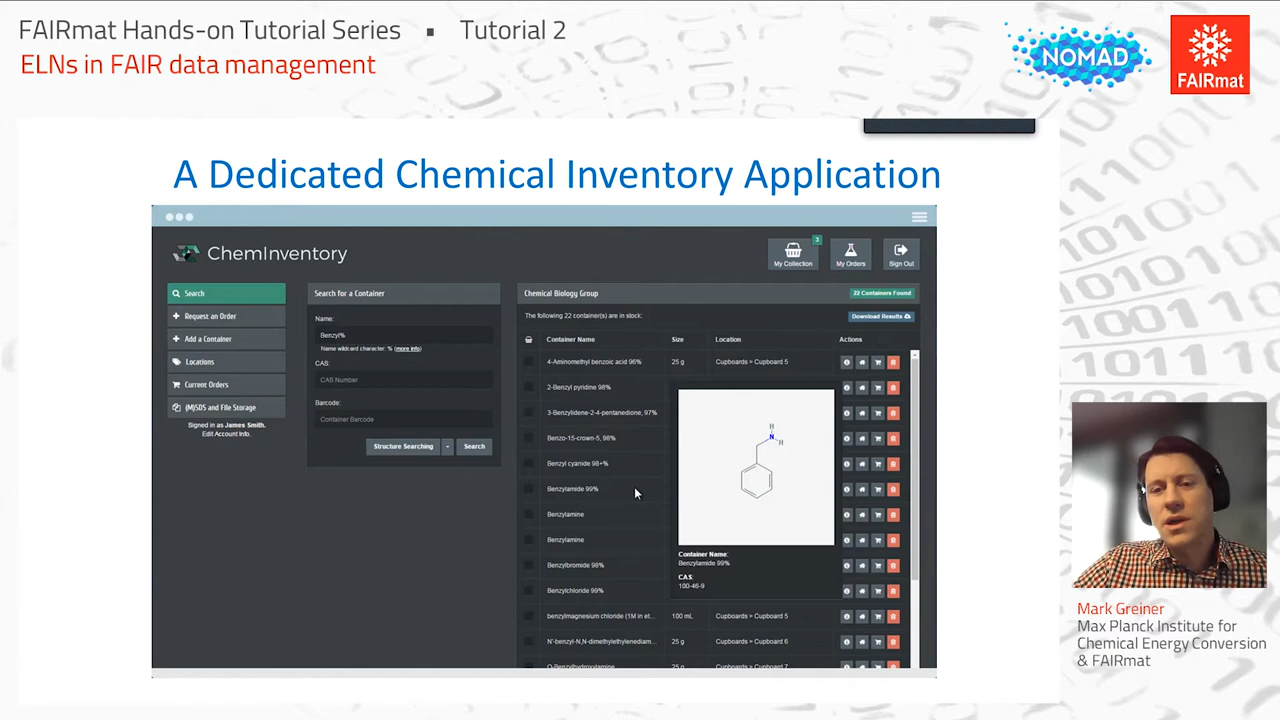 FAIRmat Hands-on Tutorial Series ▪ Tutorial 2
ELNs in FAIR data management
NOMAD
FAIRmat
A Dedicated Chemical Inventory Application
ChemInventory
3
My Collection
My Orders
Sign Out
Search
Request an Order
Add a Container
Locations
Current Orders
(M)SDS and File Storage
Signed in as James Smith.
Edit Account Info.
Search for a Container
Name:
Benzyl%
Name wildcard character: % (more info)
CAS:
CAS Number
Barcode:
Container Barcode
Structure Searching
Search
Chemical Biology Group
22 Containers Found
The following 22 container(s) are in stock:
Download Results
Container Name Size Location Actions
4-Aminomethyl benzoic acid 96% 25 g Cupboards > Cupboard 5
2-Benzyl pyridine 98%
3-Benzylidene-2-4-pentanedione, 97%
Benzo-15-crown-5, 98%
Benzyl cyanide 98+%
Benzylamide 99%
Benzylamine
Benzylamine
Benzylbromide 98%
Benzylchloride 99%
benzylmagnesium chloride (1M in et... 100 mL Cupboards > Cupboard 5
N'-benzyl-N,N-dimethylethylenediam... 25 g Cupboards > Cupboard 6
O-Benzylhydroxylamine 25 g Cupboards > Cupboard 7
H
N
H
Container Name:
Benzylamide 99%
CAS:
100-46-9
Mark Greiner
Max Planck Institute for
Chemical Energy Conversion
& FAIRmat